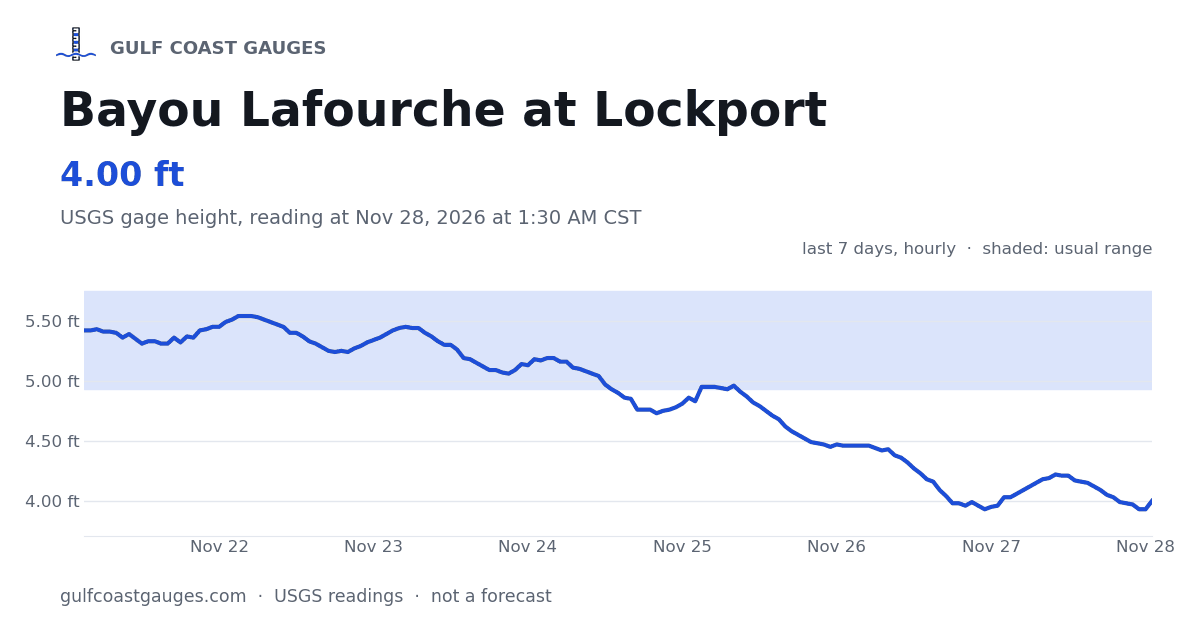 GULF COAST GAUGES
Bayou Lafourche at Lockport
4.00 ft
USGS gage height, reading at Nov 28, 2026 at 1:30 AM CST
last 7 days, hourly · shaded: usual range
5.50 ft
5.00 ft
4.50 ft
4.00 ft
Nov 22 Nov 23 Nov 24 Nov 25 Nov 26 Nov 27 Nov 28
gulfcoastgauges.com · USGS readings · not a forecast